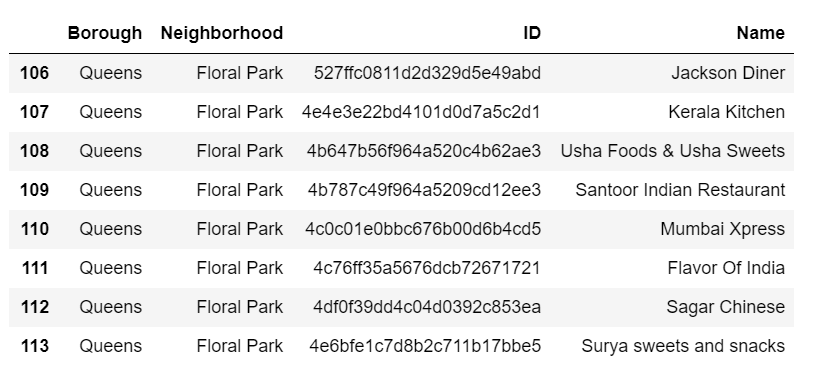 Borough Neighborhood ID Name
106 Queens Floral Park 527ffc0811d2d329d5e49abd Jackson Diner
107 Queens Floral Park 4e4e3e22bd4101d0d7a5c2d1 Kerala Kitchen
108 Queens Floral Park 4b647b56f964a520c4b62ae3 Usha Foods & Usha Sweets
109 Queens Floral Park 4b787c49f964a5209cd12ee3 Santoor Indian Restaurant
110 Queens Floral Park 4c0c01e0bbc676b00d6b4cd5 Mumbai Xpress
111 Queens Floral Park 4c76ff35a5676dcb72671721 Flavor Of India
112 Queens Floral Park 4df0f39dd4c04d0392c853ea Sagar Chinese
113 Queens Floral Park 4e6bfe1c7d8b2c711b17bbe5 Surya sweets and snacks